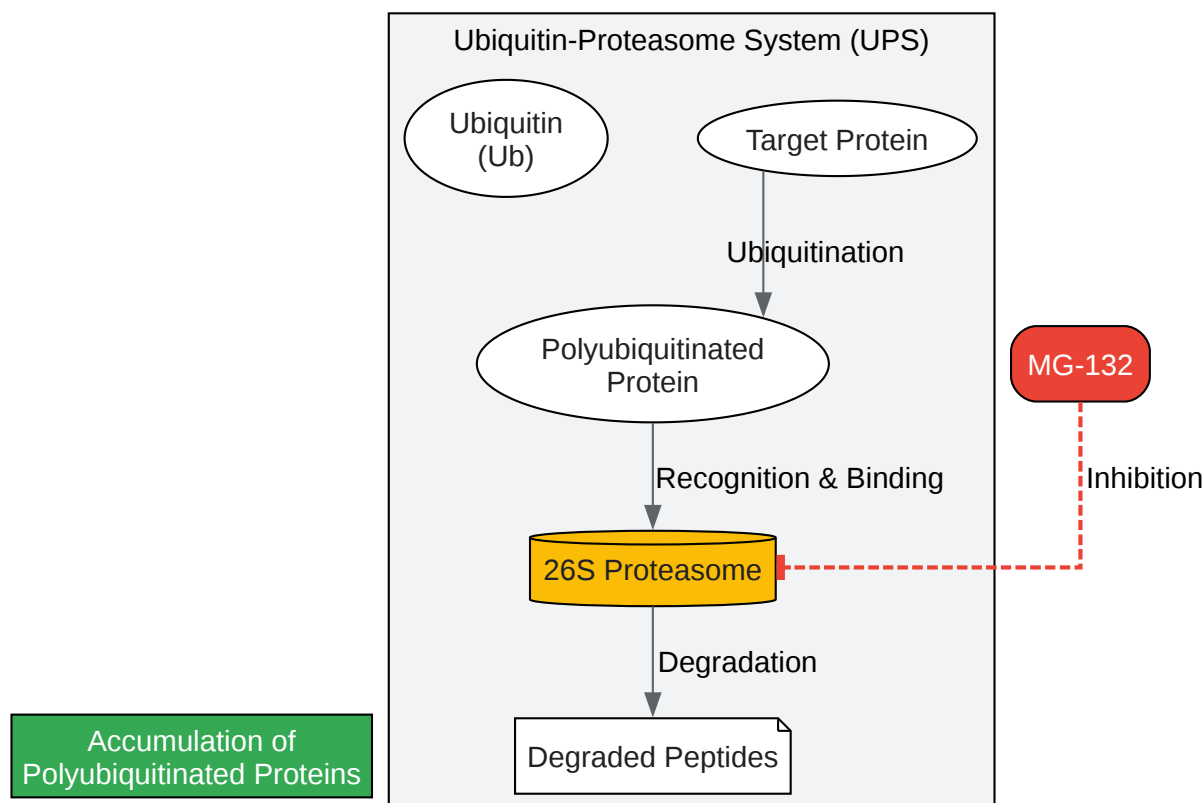 Ubiquitin-Proteasome System (UPS)
Ubiquitin
(Ub)
Target Protein
Ubiquitination
Polyubiquitinated
Protein
MG-132
Recognition & Binding
Inhibition
26S Proteasome
Degradation
Accumulation of
Polyubiquitinated Proteins
Degraded Peptides